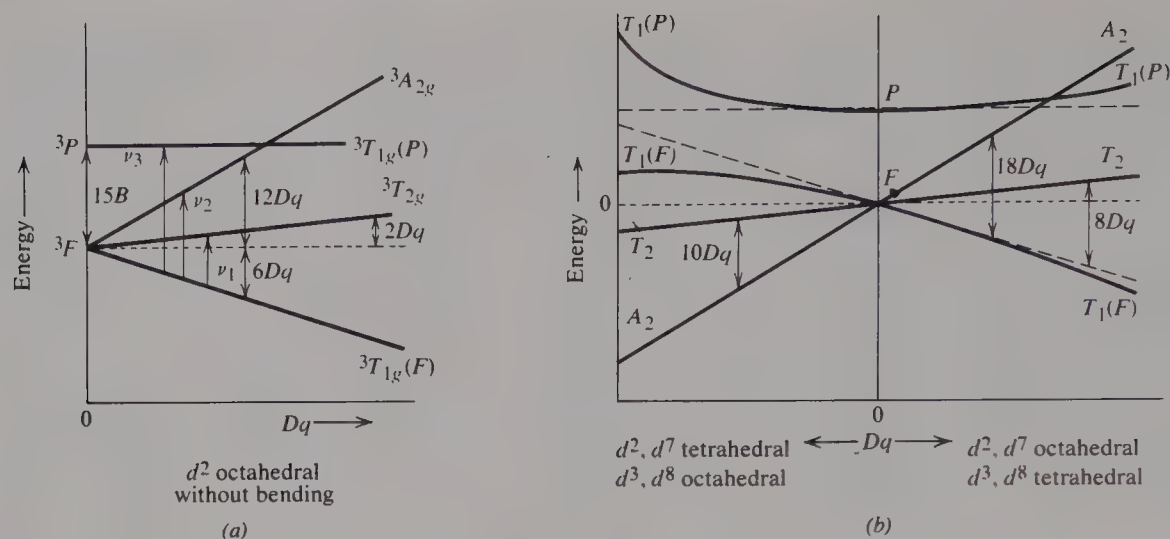 ³A₂g
³P
ν₃
³T₁g(P)
15B
ν₂
12Dq
³T₂g
2Dq
³F
ν₁
6Dq
³T₁g(F)
Energy
0
Dq
d² octahedral
without bending
(a)
T₁(P)
A₂
T₁(P)
P
T₁(F)
F
18Dq
T₂
0
8Dq
T₂
10Dq
T₁(F)
A₂
Energy
0
Dq
d², d⁷ tetrahedral
d³, d⁸ octahedral
d², d⁷ octahedral
d³, d⁸ tetrahedral
(b)